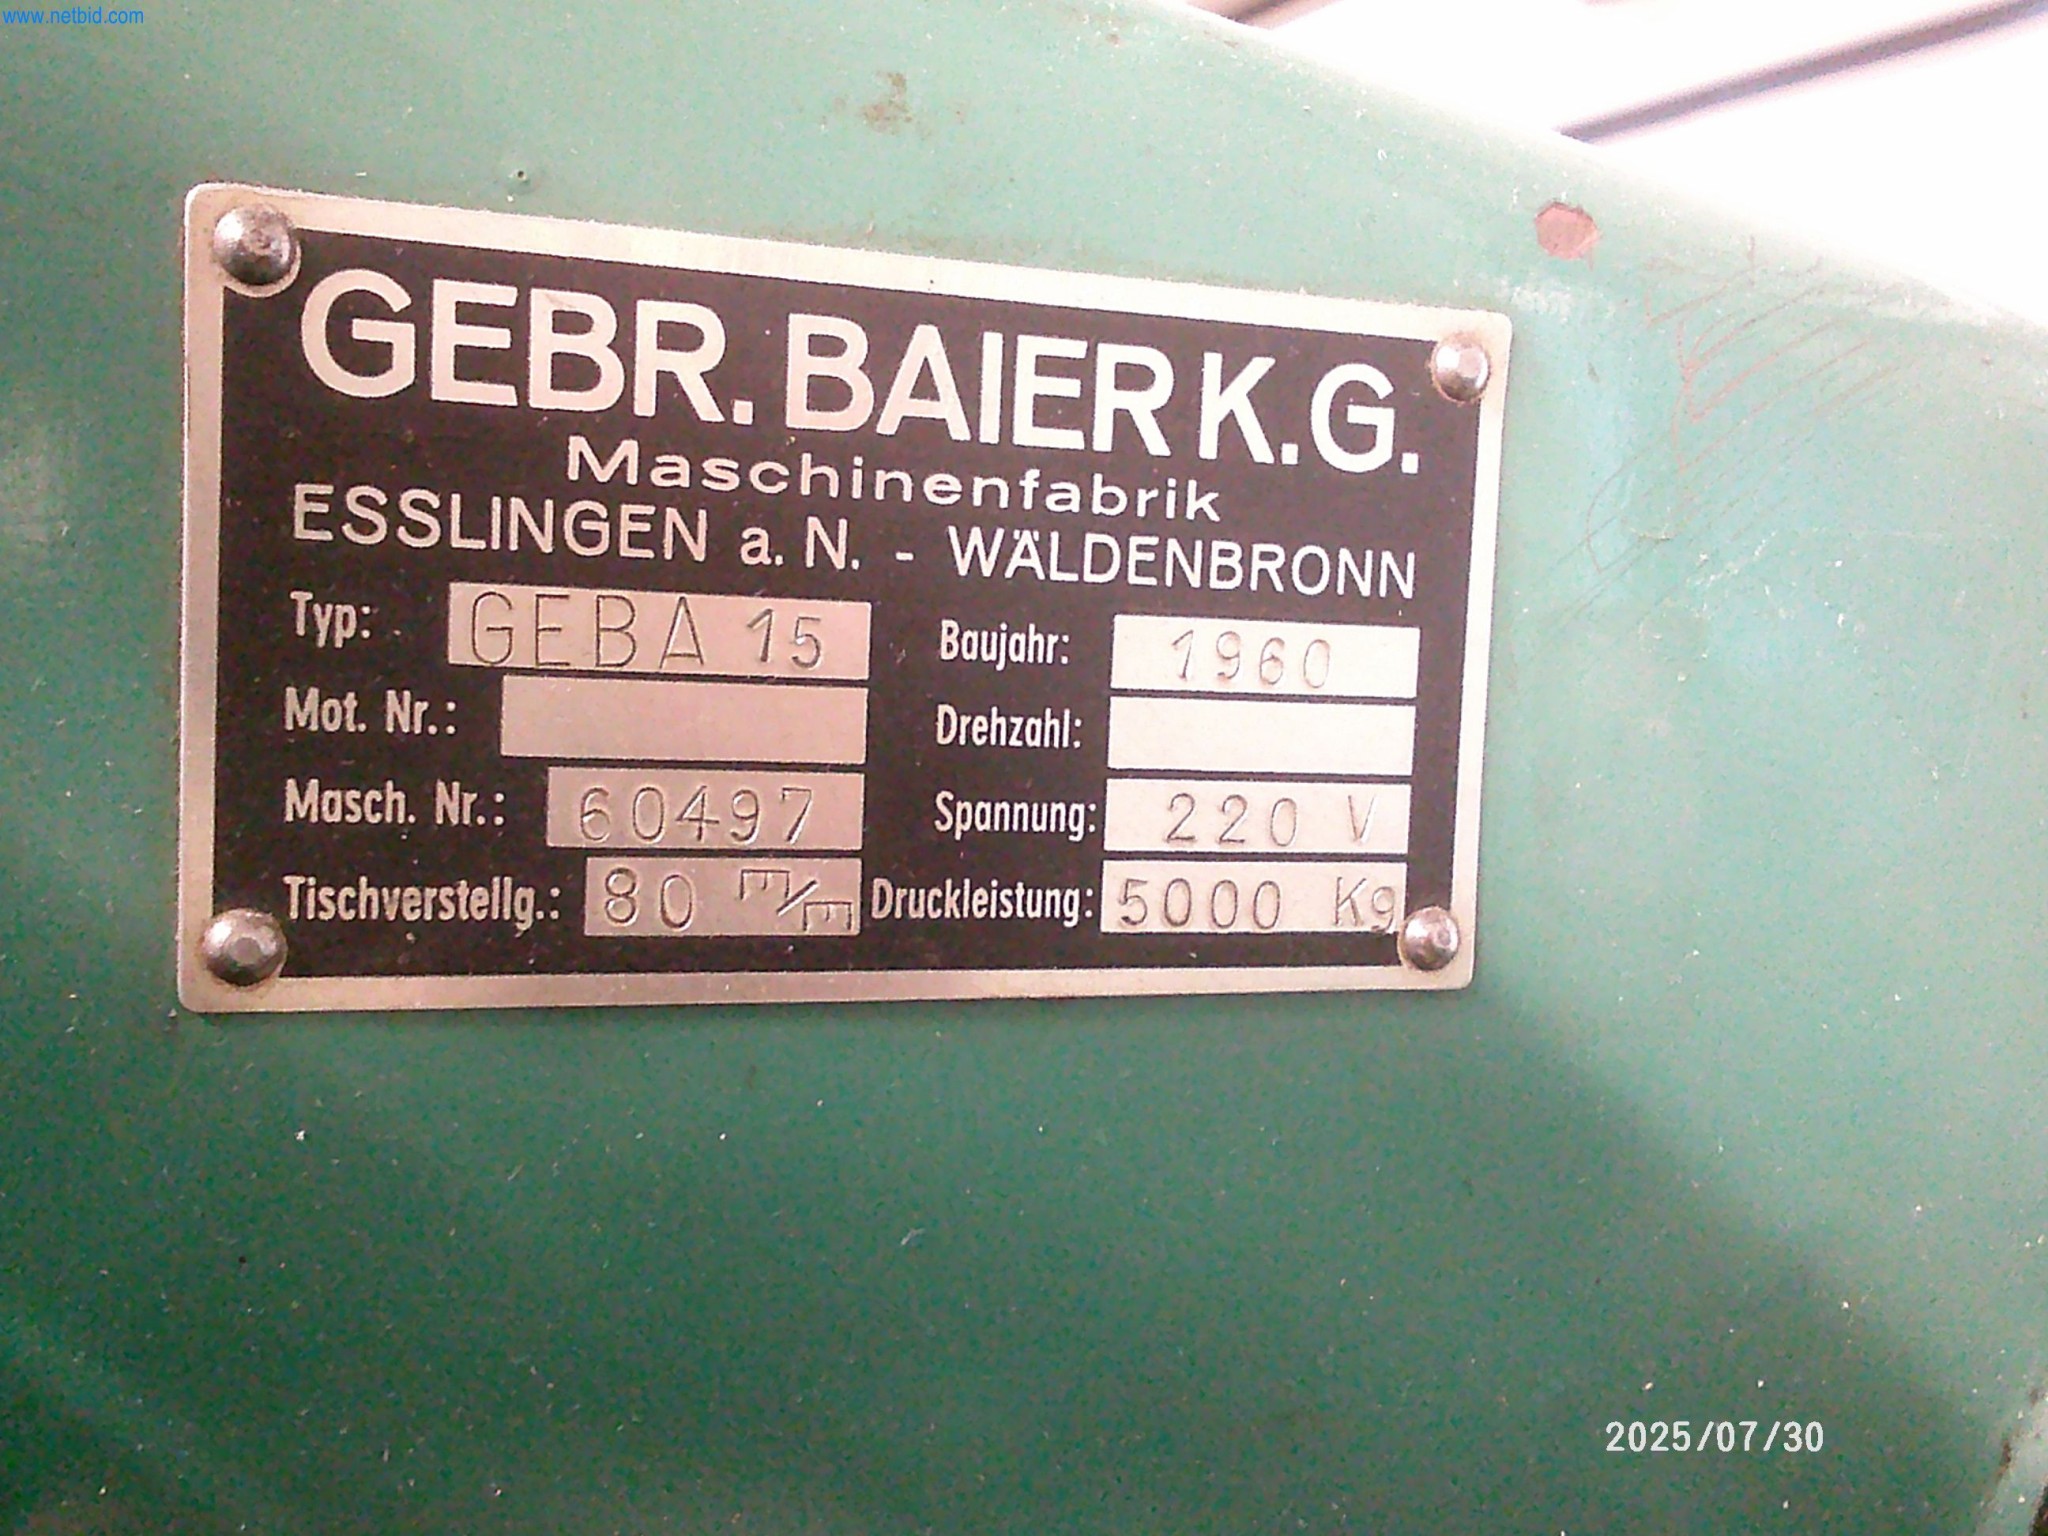 www.netbid.com
GEBR. BAIER K.G.
Maschinenfabrik
ESSLINGEN a. N. - WÄLDENBRONN
Typ: GEBA 15 Baujahr: 1960
Mot. Nr.: Drehzahl:
Masch. Nr.: 60497 Spannung: 220 V
Tischverstellg.: 80 Druckleistung: 5000 Kg
2025/07/30